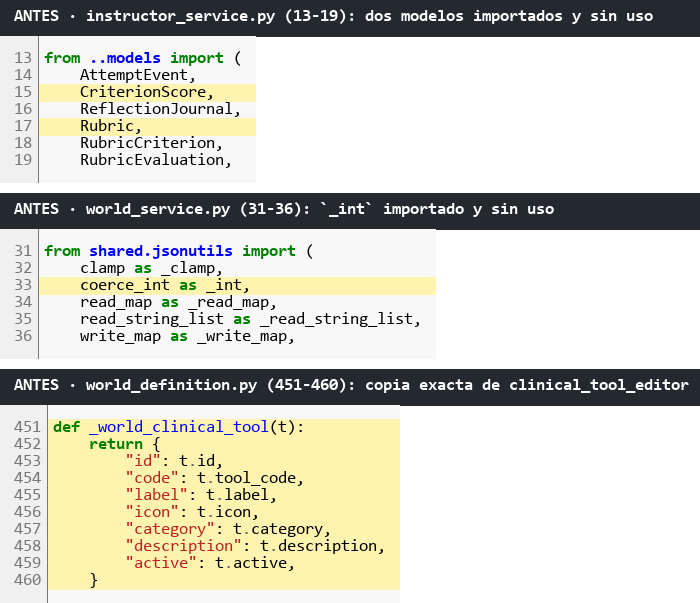 ANTES · instructor_service.py (13-19): dos modelos importados y sin uso
13 from ..models import (
14     AttemptEvent,
15     CriterionScore,
16     ReflectionJournal,
17     Rubric,
18     RubricCriterion,
19     RubricEvaluation,
ANTES · world_service.py (31-36): `_int` importado y sin uso
31 from shared.jsonutils import (
32     clamp as _clamp,
33     coerce_int as _int,
34     read_map as _read_map,
35     read_string_list as _read_string_list,
36     write_map as _write_map,
ANTES · world_definition.py (451-460): copia exacta de clinical_tool_editor
451 def _world_clinical_tool(t):
452     return {
453         "id": t.id,
454         "code": t.tool_code,
455         "label": t.label,
456         "icon": t.icon,
457         "category": t.category,
458         "description": t.description,
459         "active": t.active,
460     }